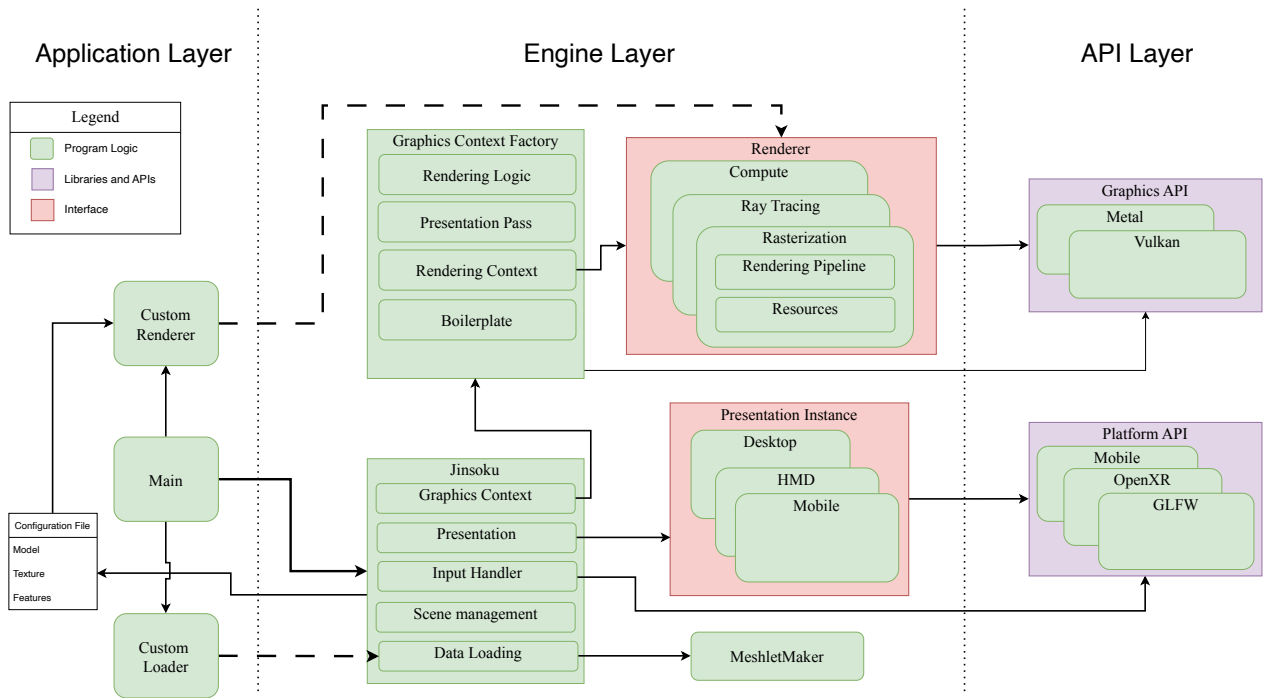 Application Layer
Engine Layer
API Layer
Legend
Program Logic
Libraries and APIs
Interface
Custom
Renderer
Main
Configuration File
Model
Texture
Features
Custom
Loader
Graphics Context Factory
Rendering Logic
Presentation Pass
Rendering Context
Boilerplate
Renderer
Compute
Ray Tracing
Rasterization
Rendering Pipeline
Resources
Jinsoku
Graphics Context
Presentation
Input Handler
Scene management
Data Loading
Presentation Instance
Desktop
HMD
Mobile
MeshletMaker
Graphics API
Metal
Vulkan
Platform API
Mobile
OpenXR
GLFW